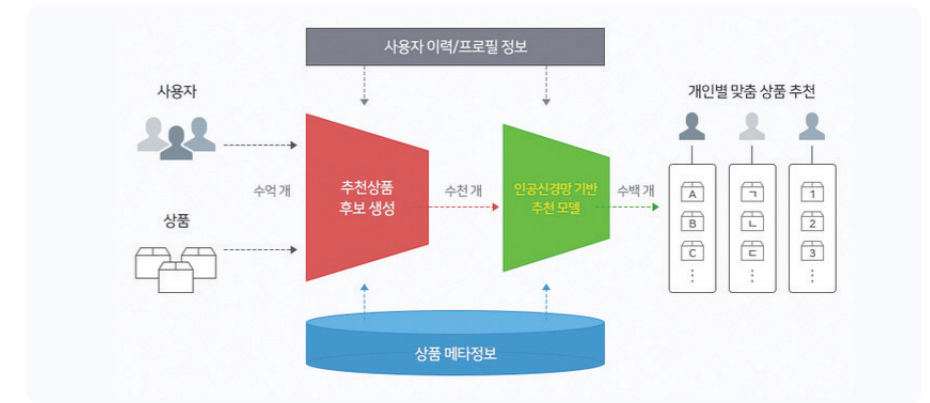 사용자 이력/프로필 정보
사용자
개인별 맞춤 상품 추천
수억 개
추천상품
후보 생성
수천 개
인공신경망 기반
추천 모델
수백 개
상품
A
B
C
⋮
ㄱ
ㄴ
ㄷ
⋮
1
2
3
⋮
상품 메타정보